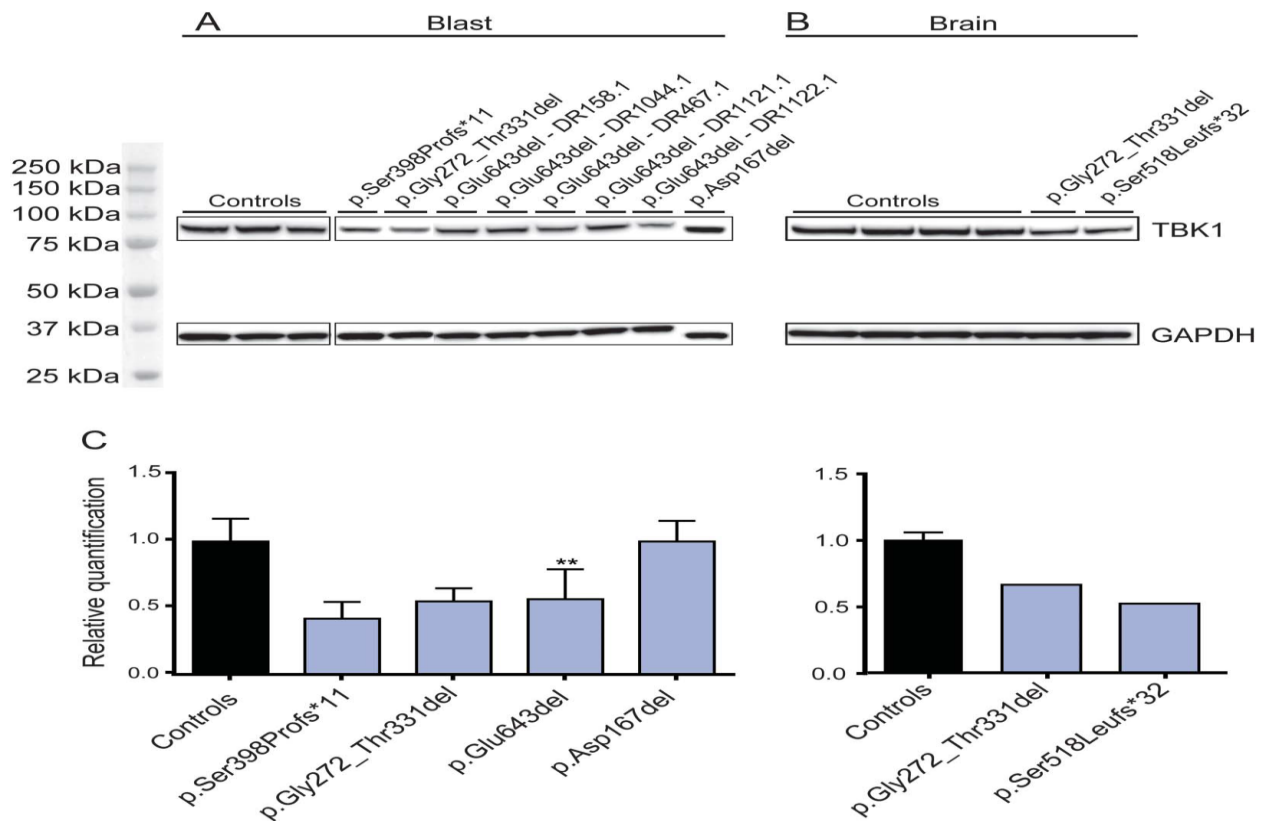 A Blast
B Brain
p.Ser398Profs*11
p.Gly272_Thr331del
p.Glu643del - DR158.1
p.Glu643del - DR1044.1
p.Glu643del - DR467.1
p.Glu643del - DR1121.1
p.Glu643del - DR1122.1
p.Asp167del
p.Gly272_Thr331del
p.Ser518Leufs*32
Controls
Controls
250 kDa
150 kDa
100 kDa
75 kDa
50 kDa
37 kDa
25 kDa
TBK1
GAPDH
C
Relative quantification
1.5
1.0
0.5
0.0
**
Controls
p.Ser398Profs*11
p.Gly272_Thr331del
p.Glu643del
p.Asp167del
1.5
1.0
0.5
0.0
Controls
p.Gly272_Thr331del
p.Ser518Leufs*32